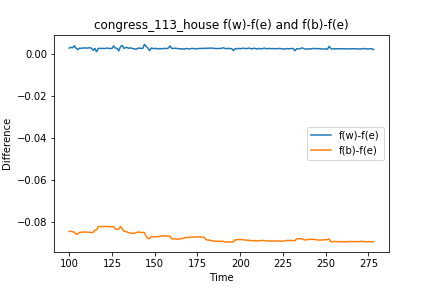 congress_113_house f(w)-f(e) and f(b)-f(e)
0.00
−0.02
−0.04
−0.06
−0.08
Difference
f(w)-f(e)
f(b)-f(e)
100 125 150 175 200 225 250 275
Time